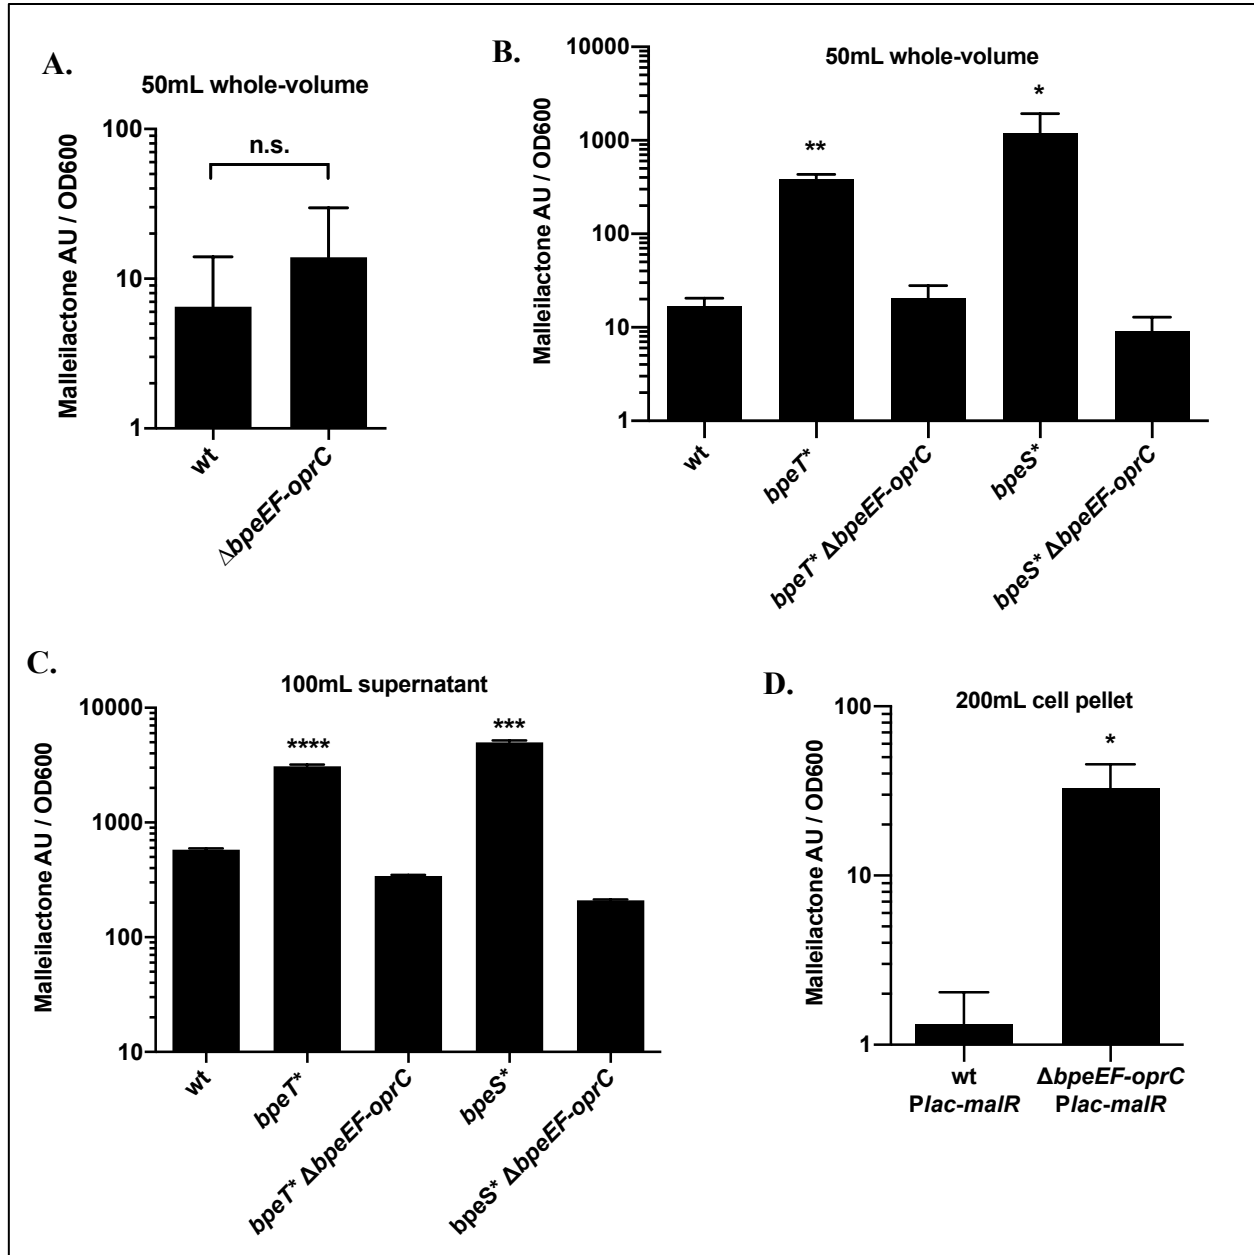 A.
50mL whole-volume
Malleilactone AU / OD600
100
10
1
n.s.
wt
ΔbpeEF-oprC
B.
50mL whole-volume
Malleilactone AU / OD600
10000
1000
100
10
1
**
*
wt
bpeT*
bpeT* ΔbpeEF-oprC
bpeS*
bpeS* ΔbpeEF-oprC
C.
100mL supernatant
Malleilactone AU / OD600
10000
1000
100
10
****
***
wt
bpeT*
bpeT* ΔbpeEF-oprC
bpeS*
bpeS* ΔbpeEF-oprC
D.
200mL cell pellet
Malleilactone AU / OD600
100
10
1
*
wt
Plac-malR
ΔbpeEF-oprC
Plac-malR